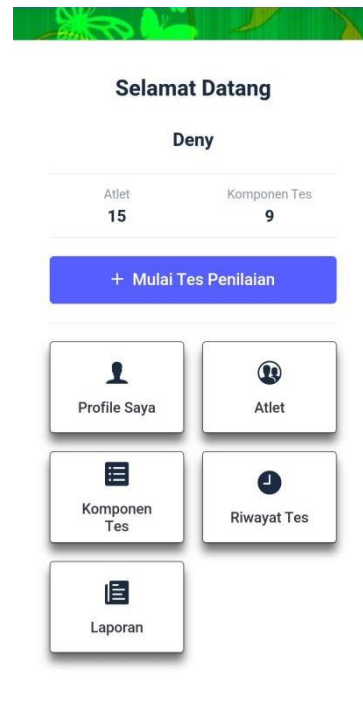 Selamat Datang
Deny
Atlet
Komponen Tes
15
9
+ Mulai Tes Penilaian
Profile Saya
Atlet
Komponen
Tes
Riwayat Tes
Laporan